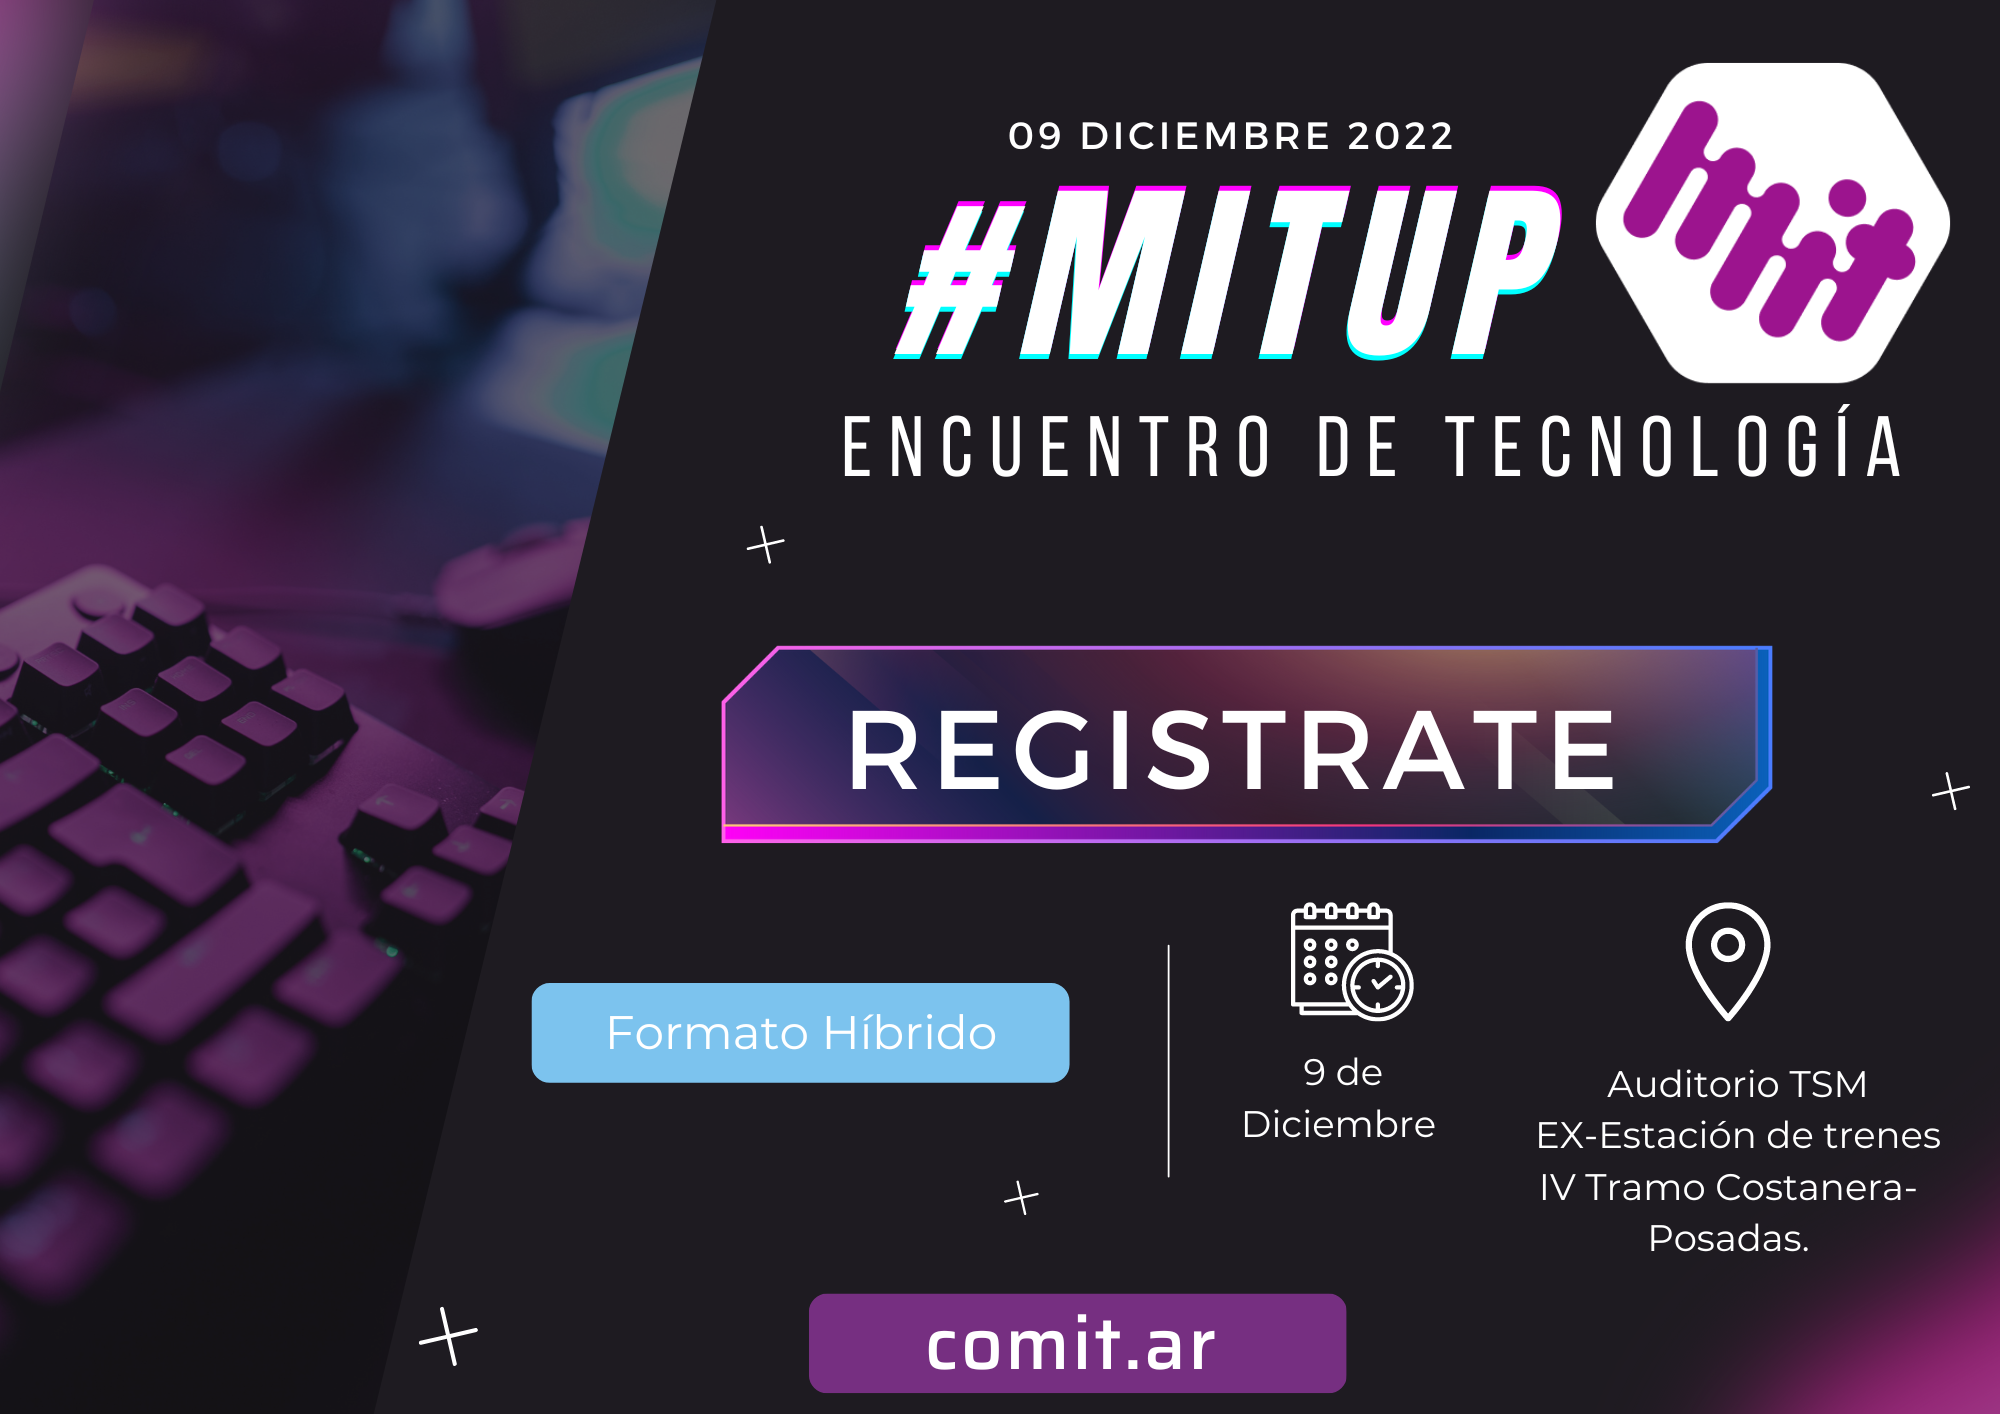 09 DICIEMBRE 2022
#MITUP
mit
ENCUENTRO DE TECNOLOGÍA
REGISTRATE
Formato Híbrido
9 de
Diciembre
Auditorio TSM
EX-Estación de trenes
IV Tramo Costanera-
Posadas.
comit.ar